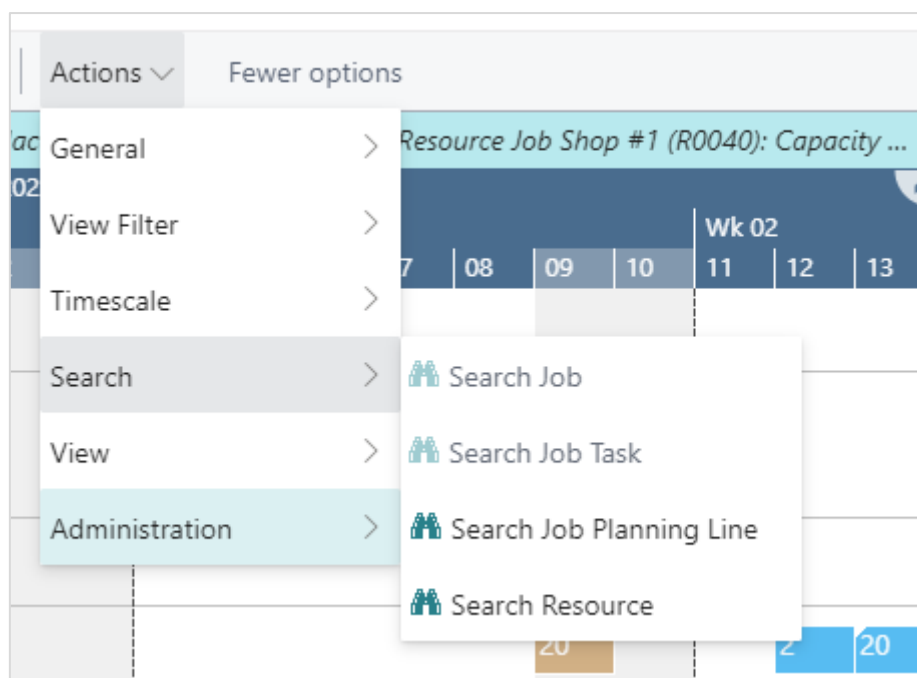 Actions
Fewer options
General
Resource Job Shop #1 (R0040): Capacity ...
02
View Filter
Wk 02
7 08 09 10 11 12 13
Timescale
Search
Search Job
View
Search Job Task
Administration
Search Job Planning Line
Search Resource
20 2 20